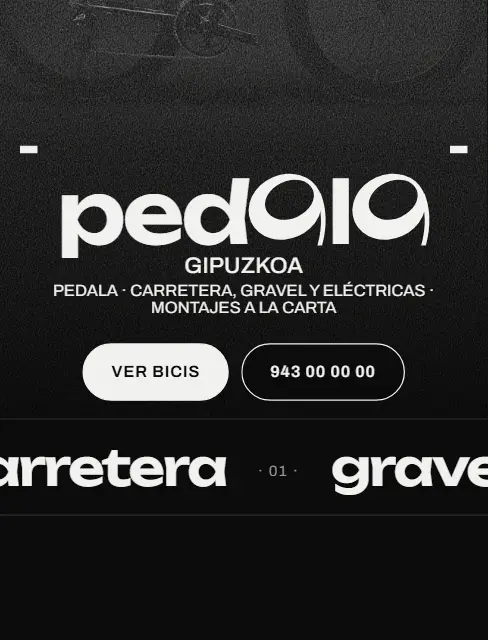 pedala
GIPUZKOA
PEDALA · CARRETERA, GRAVEL Y ELÉCTRICAS ·
MONTAJES A LA CARTA
VER BICIS
943 00 00 00
arretera · 01 · grave